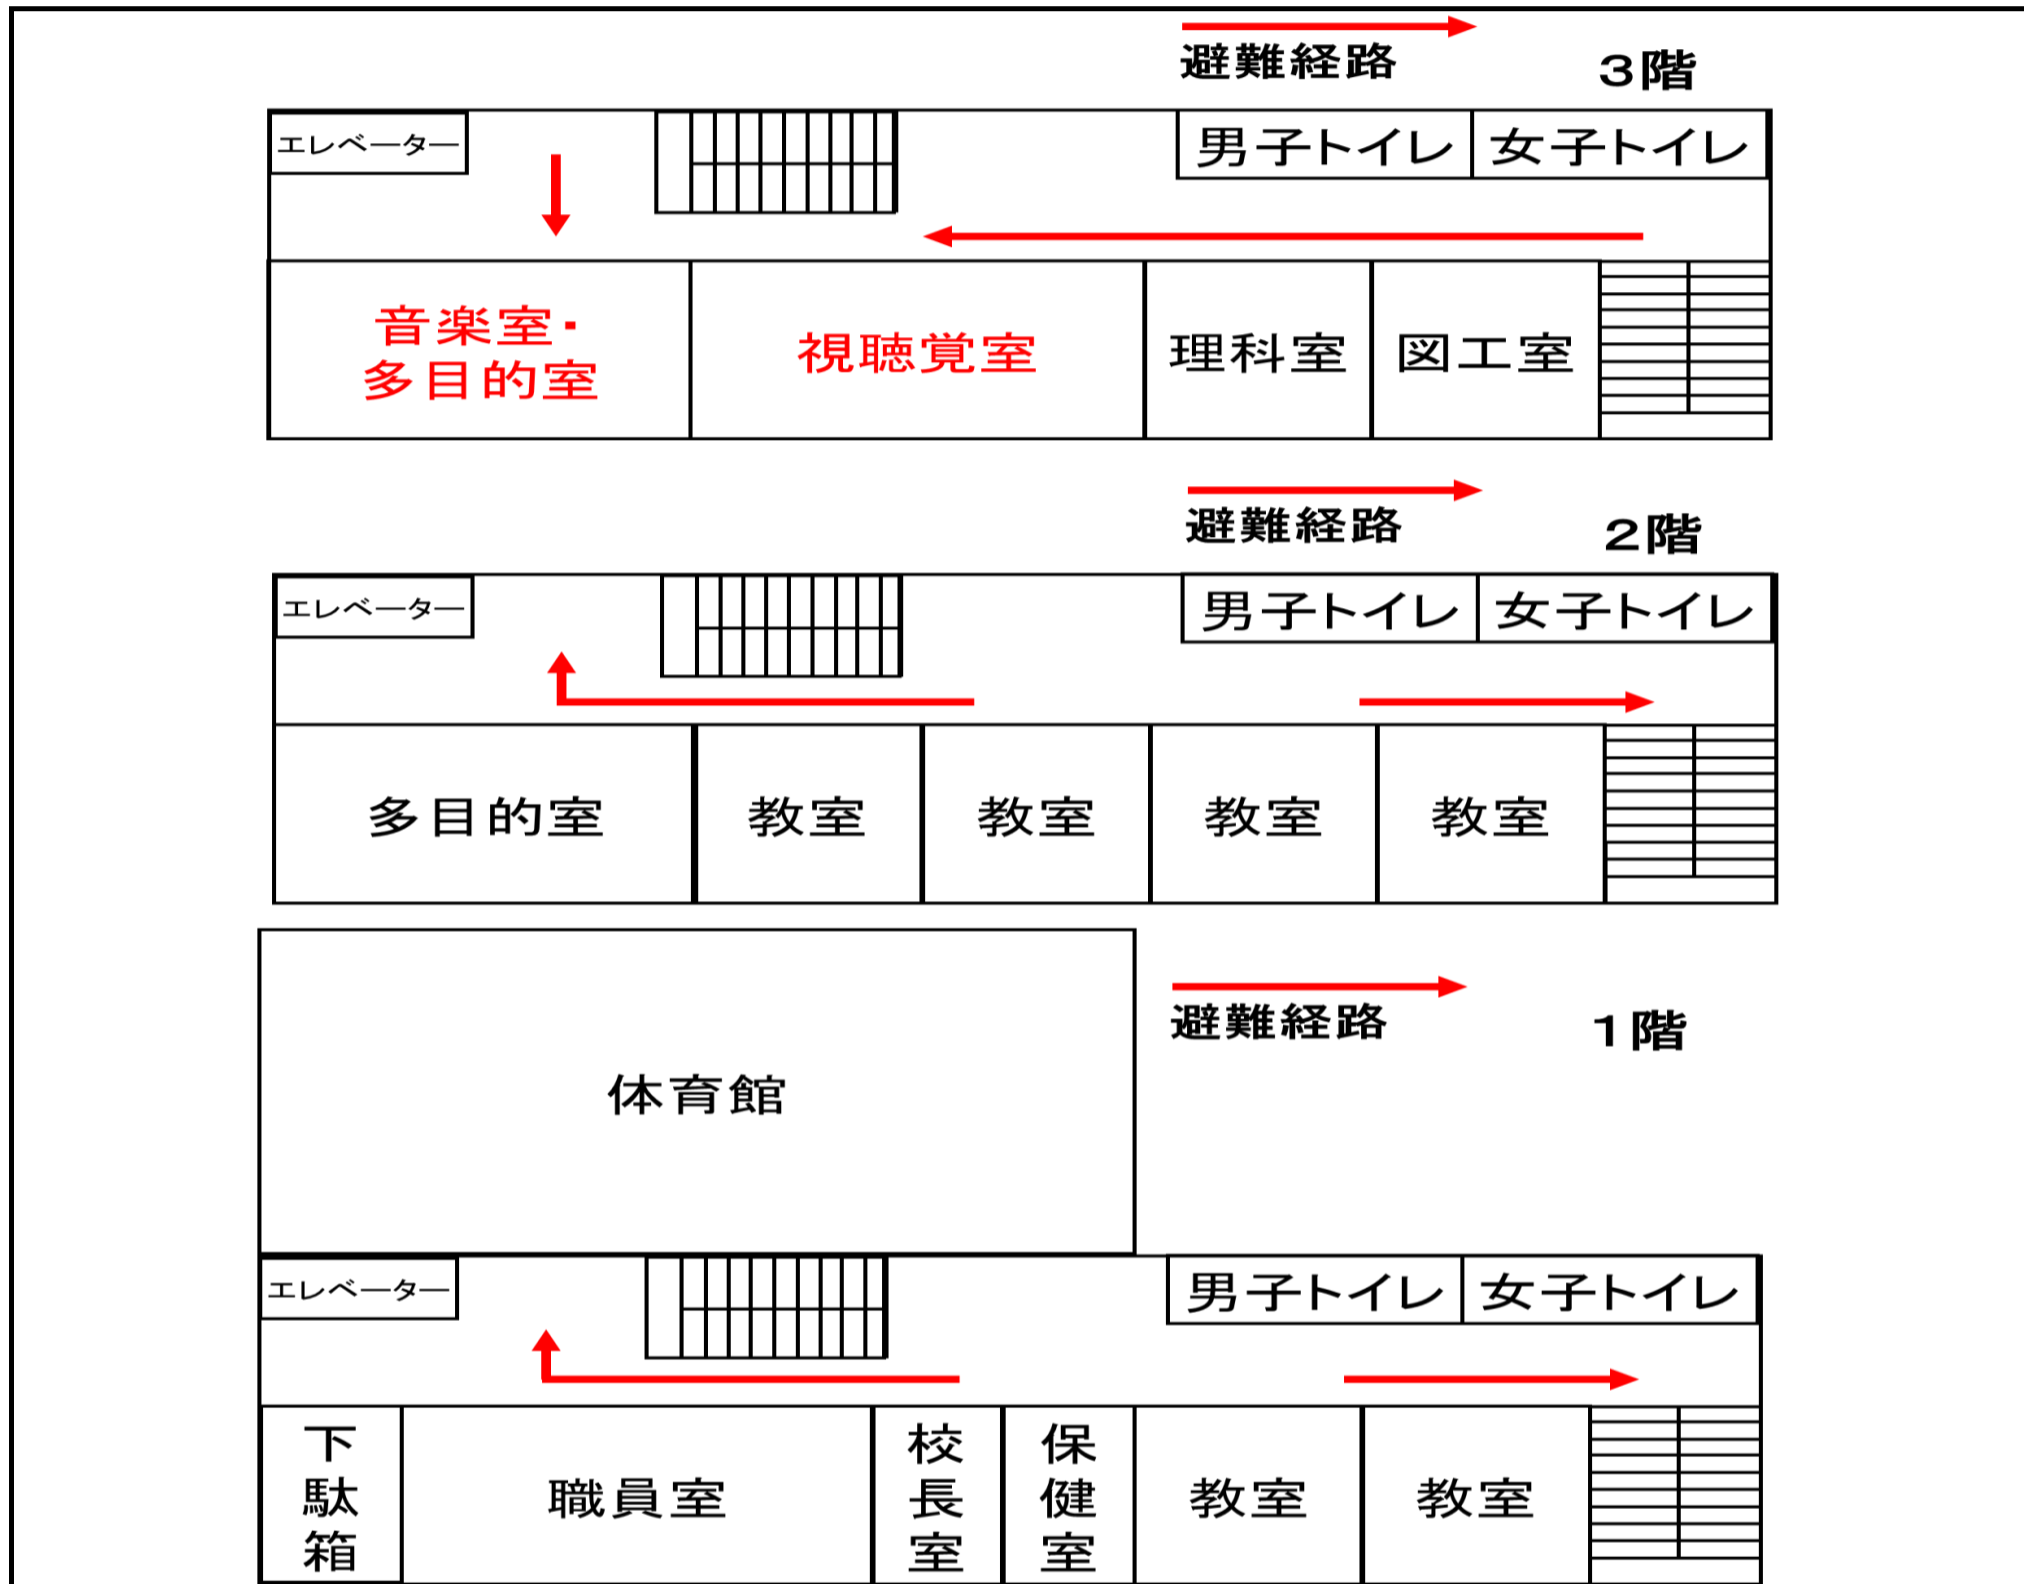 避難経路
3階
エレベーター
男子トイレ
女子トイレ
音楽室・
多目的室
視聴覚室
理科室
図工室
避難経路
2階
エレベーター
男子トイレ
女子トイレ
多目的室
教室
教室
教室
教室
体育館
避難経路
1階
エレベーター
男子トイレ
女子トイレ
下駄箱
職員室
校長室
保健室
教室
教室